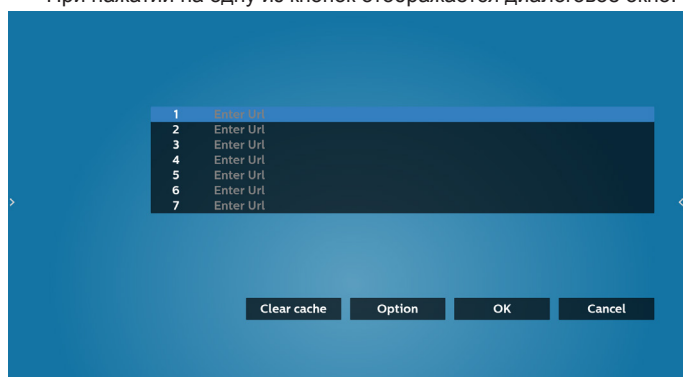 При нажатии на одну из кнопок отображается диалоговое окно.
1 Enter Url
2 Enter Url
3 Enter Url
4 Enter Url
5 Enter Url
6 Enter Url
7 Enter Url
Clear cache Option OK Cancel